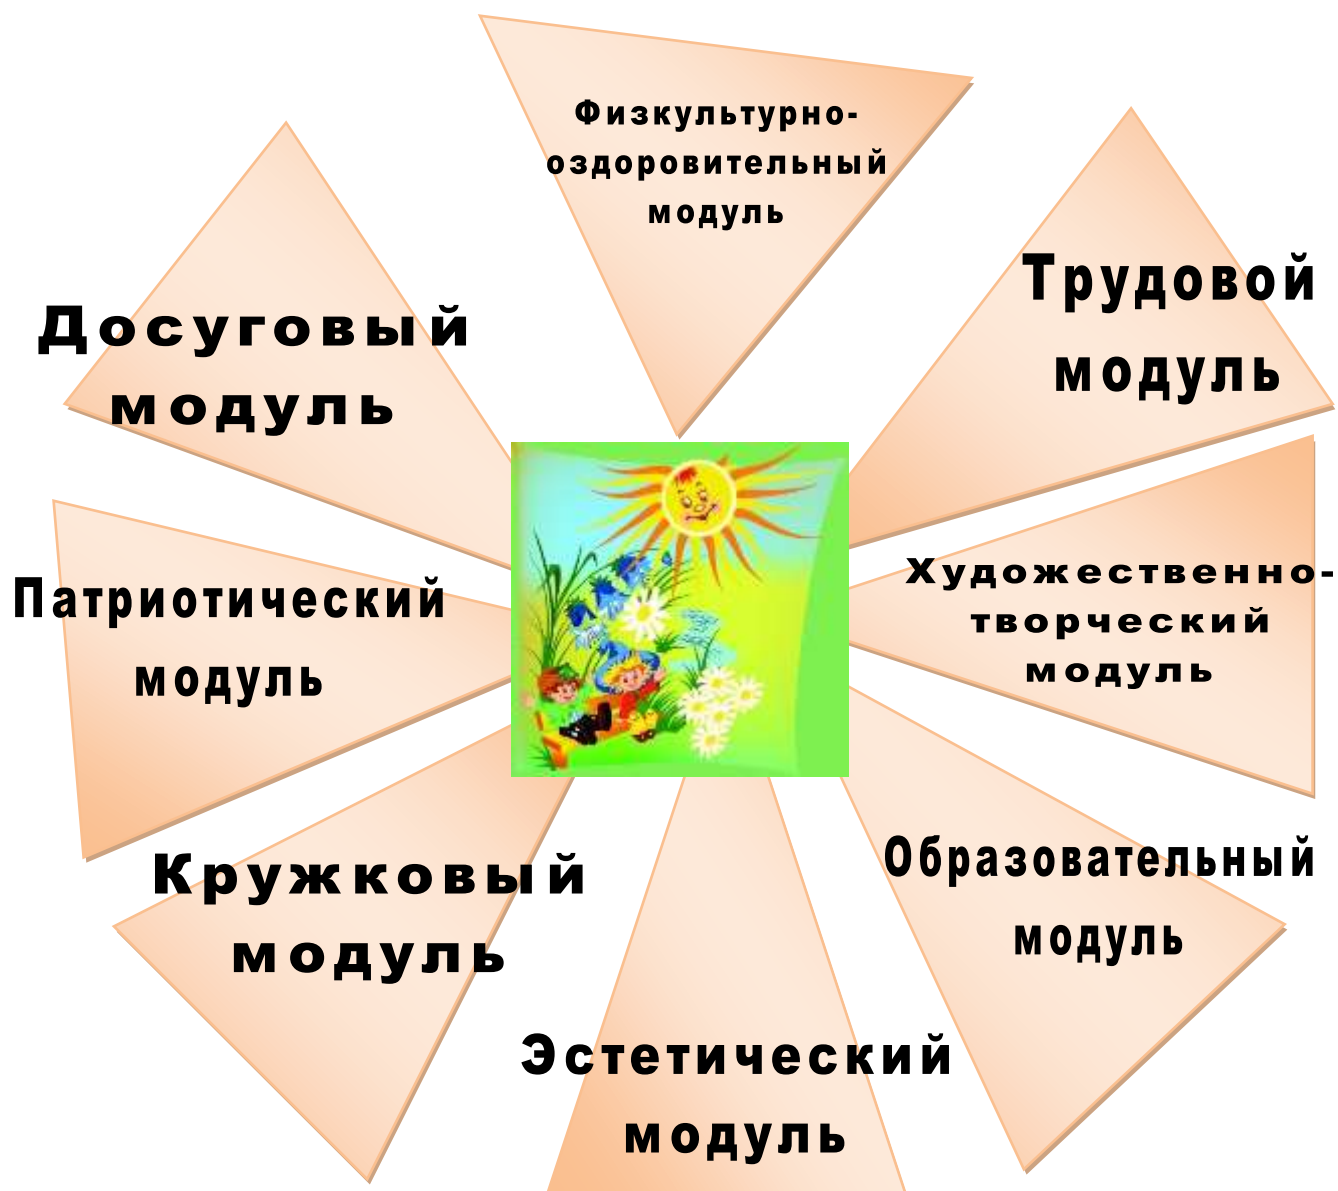 Физкультурно-
оздоровительный
модуль
Трудовой
модуль
Досуговый
модуль
Художественно-
творческий
модуль
Патриотический
модуль
Образовательный
модуль
Кружковый
модуль
Эстетический
модуль